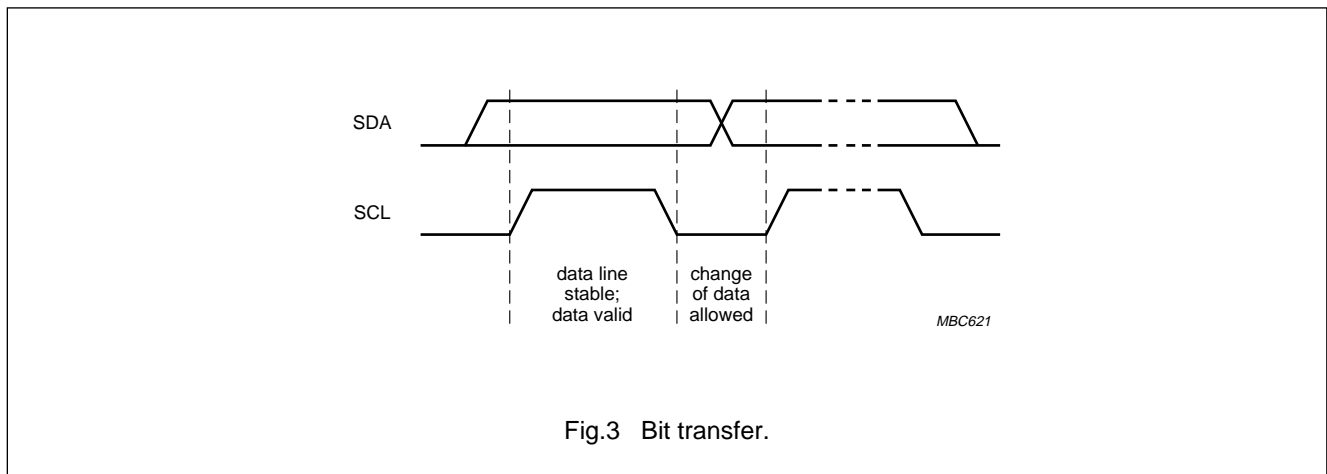 SDA
SCL
data line
stable;
data valid
change
of data
allowed
MBC621
Fig.3 Bit transfer.